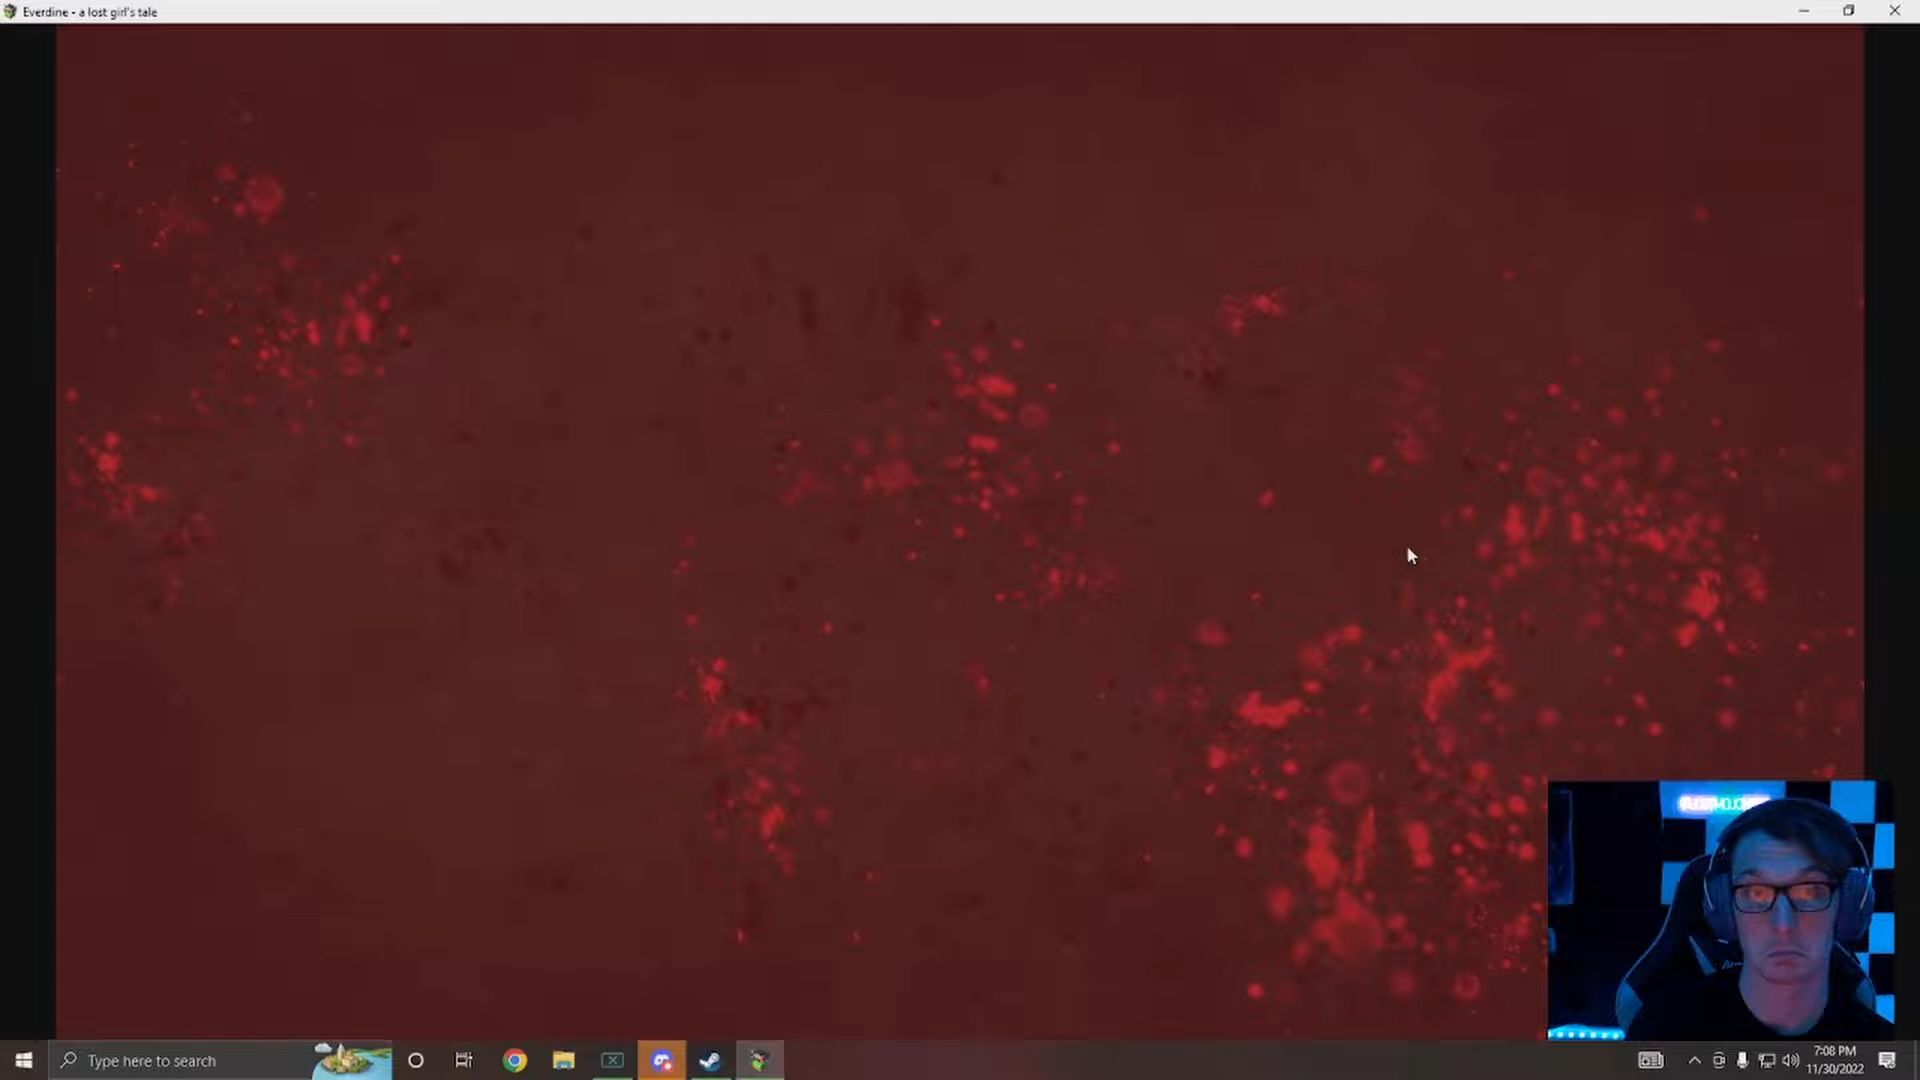 Everdine - a lost girl's tale
Type here to search
7:08 PM
11/30/2022